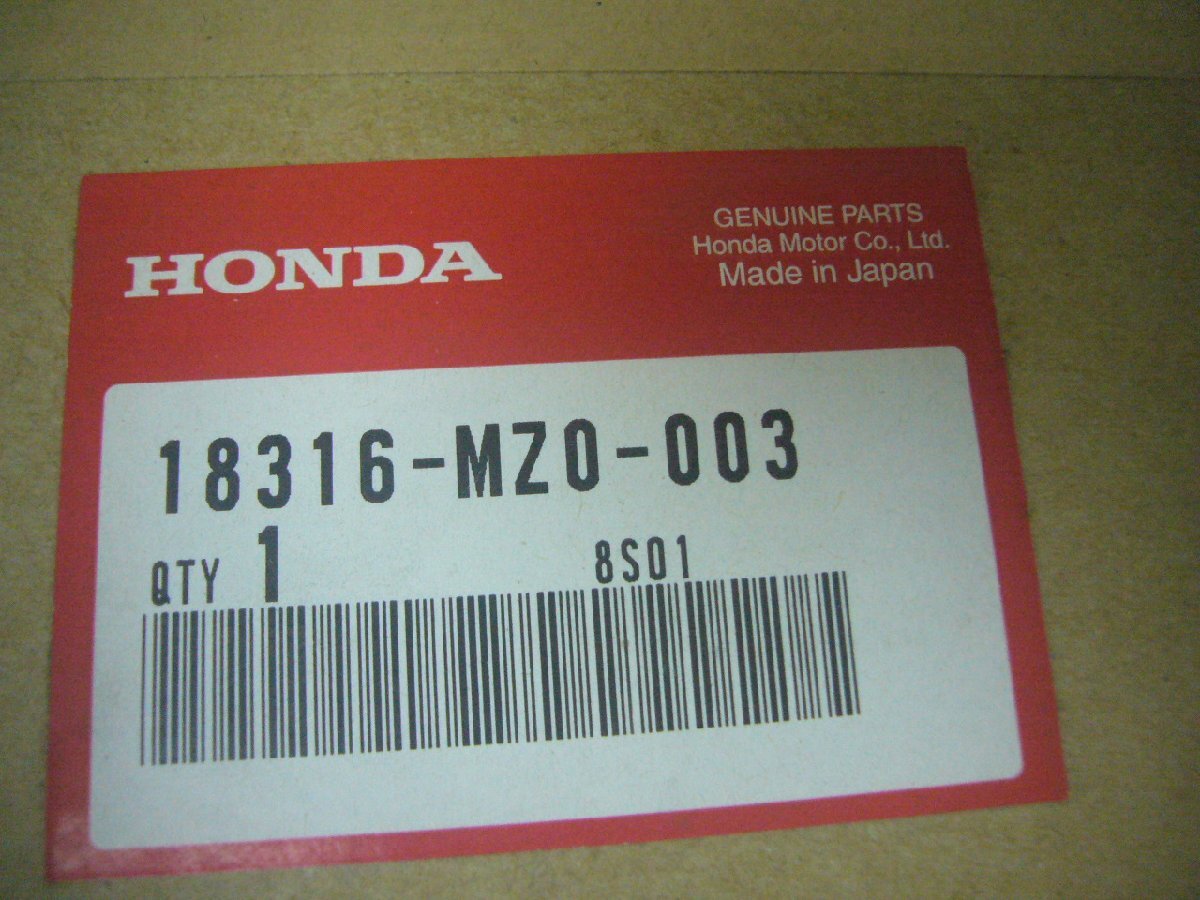 HONDA
GENUINE PARTS
Honda Motor Co., Ltd.
Made in Japan
18316-MZ0-003
QTY 1 8S01